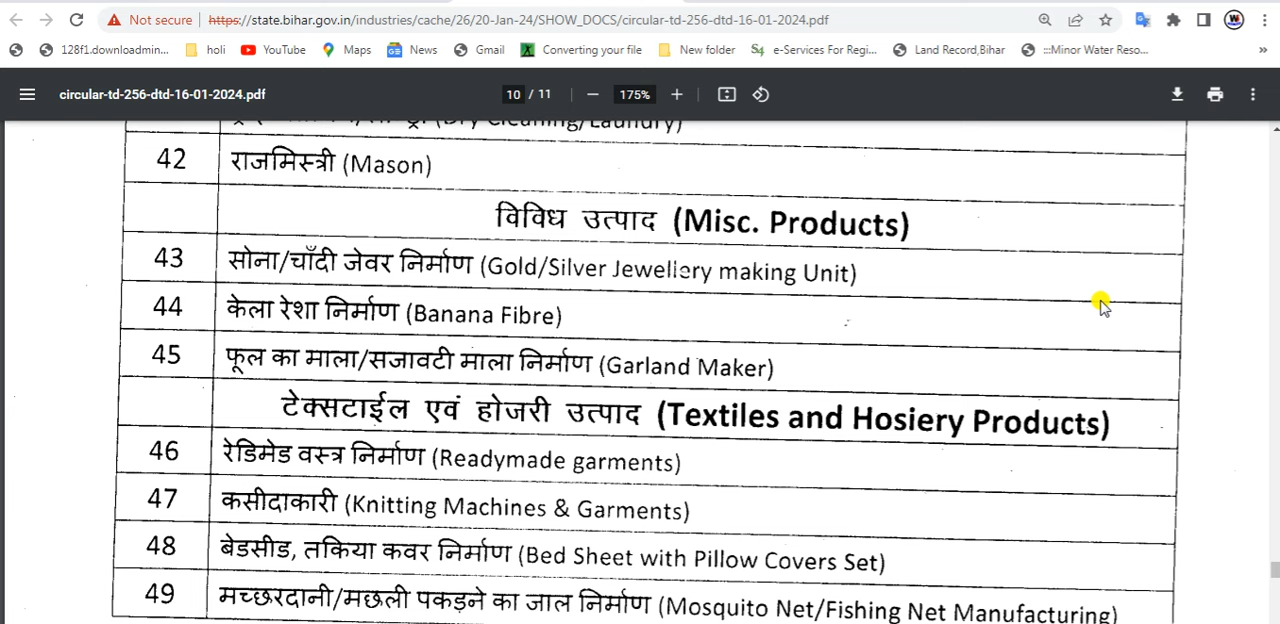 Not secure https://state.bihar.gov.in/industries/cache/26/20-Jan-24/SHOW_DOCS/circular-td-256-dtd-16-01-2024.pdf
128f1.downloadmin... holi YouTube Maps News Gmail Converting your file New folder e-Services For Regi... Land Record,Bihar :::Minor Water Reso... »
circular-td-256-dtd-16-01-2024.pdf 10 / 11 175%
(Dry Cleaning/Laundry)
42 राजमिस्त्री (Mason)
विविध उत्पाद (Misc. Products)
43 सोना/चाँदी जेवर निर्माण (Gold/Silver Jewellery making Unit)
44 केला रेशा निर्माण (Banana Fibre)
45 फूल का माला/सजावटी माला निर्माण (Garland Maker)
टेक्सटाईल एवं होजरी उत्पाद (Textiles and Hosiery Products)
46 रेडिमेड वस्त्र निर्माण (Readymade garments)
47 कसीदाकारी (Knitting Machines & Garments)
48 बेडसीड, तकिया कवर निर्माण (Bed Sheet with Pillow Covers Set)
49 मच्छरदानी/मछली पकड़ने का जाल निर्माण (Mosquito Net/Fishing Net Manufacturing)